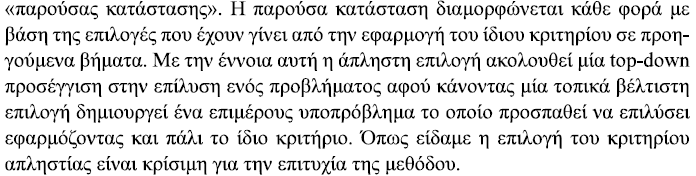 «παρούσας κατάστασης». Η παρούσα κατάσταση διαμορφώνεται κάθε φορά με
βάση της επιλογές που έχουν γίνει από την εφαρμογή του ίδιου κριτηρίου σε προη-
γούμενα βήματα. Με την έννοια αυτή η άπληστη επιλογή ακολουθεί μία top-down
προσέγγιση στην επίλυση ενός προβλήματος αφού κάνοντας μία τοπικά βέλτιστη
επιλογή δημιουργεί ένα επιμέρους υποπρόβλημα το οποίο προσπαθεί να επιλύσει
εφαρμόζοντας και πάλι το ίδιο κριτήριο. Όπως είδαμε η επιλογή του κριτηρίου
απληστίας είναι κρίσιμη για την επιτυχία της μεθόδου.